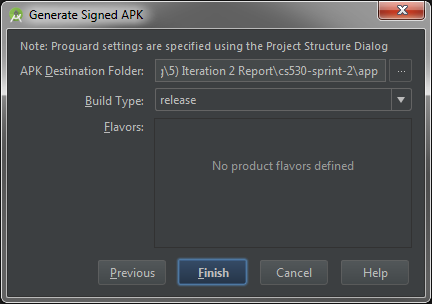 Generate Signed APK
Note: Proguard settings are specified using the Project Structure Dialog
APK Destination Folder: \5) Iteration 2 Report\cs530-sprint-2\app ...
Build Type: release
Flavors:
No product flavors defined
Previous Finish Cancel Help